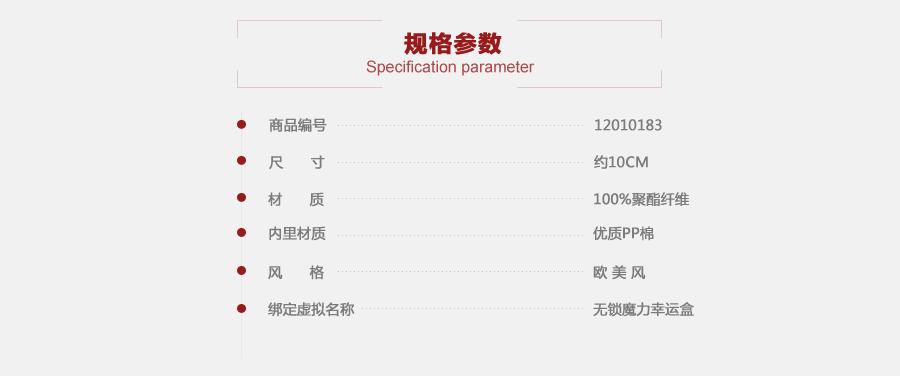 规格参数
Specification parameter
商品编号 12010183
尺 寸 约10CM
材 质 100%聚酯纤维
内里材质 优质PP棉
风 格 欧 美 风
绑定虚拟名称 无锁魔力幸运盒